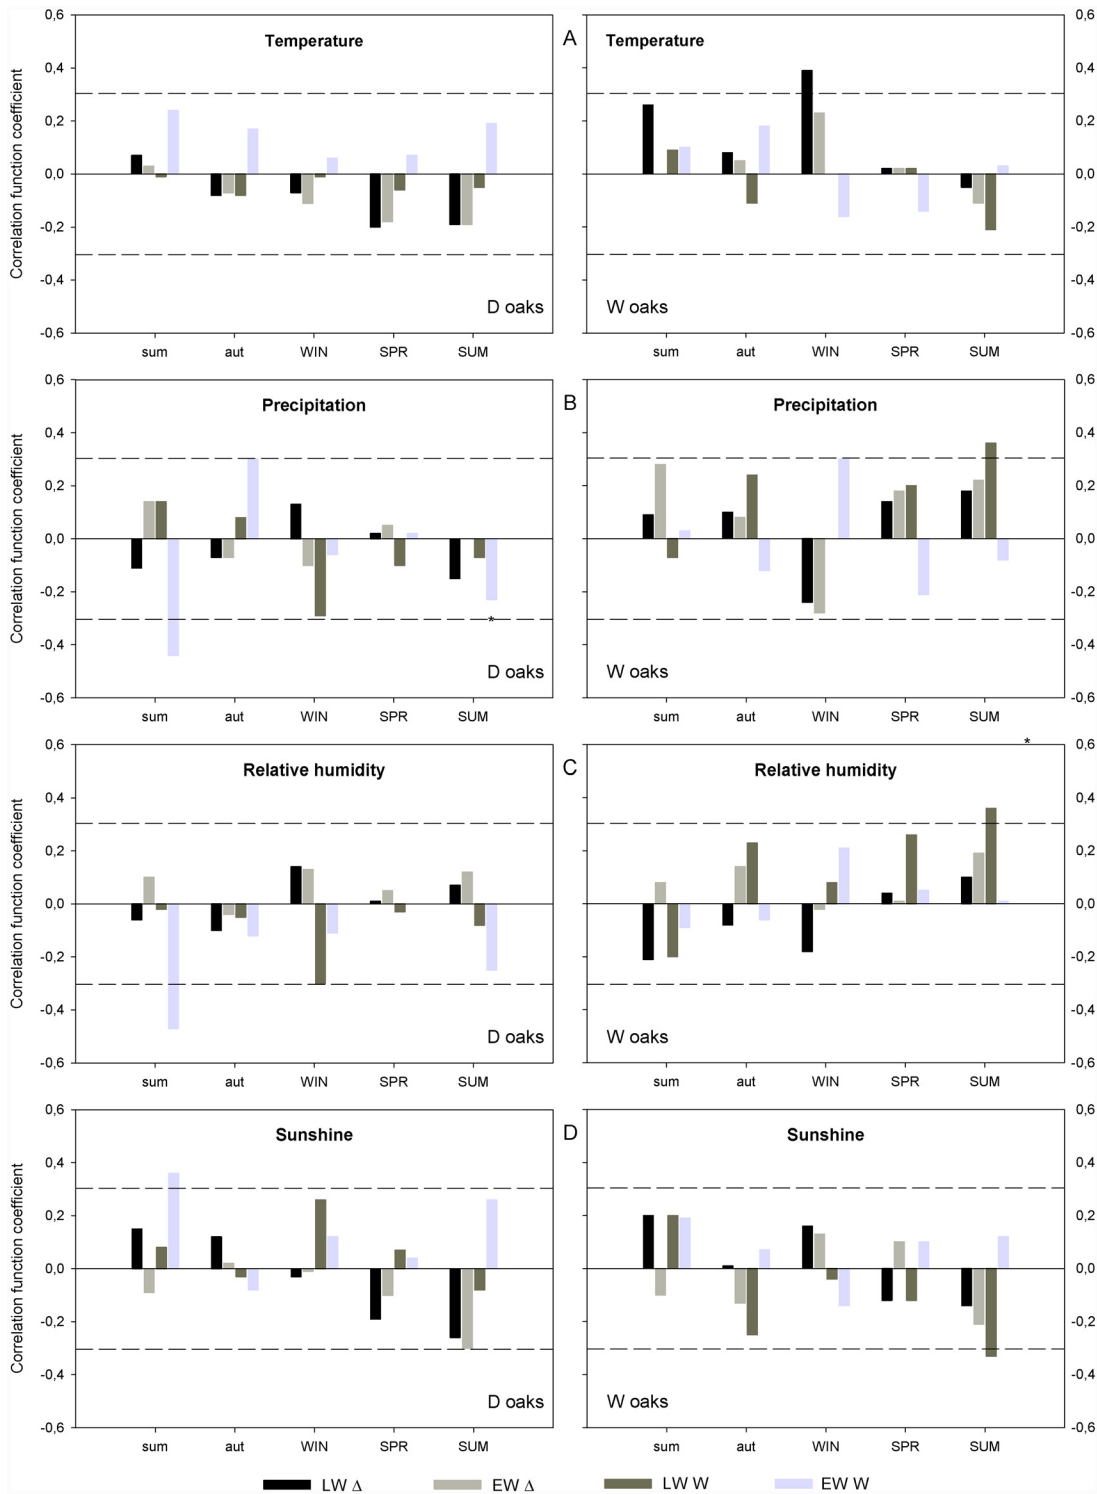 Temperature
A
Temperature
Correlation function coefficient
0,6
0,4
0,2
0,0
-0,2
-0,4
-0,6
0,6
0,4
0,2
0,0
-0,2
-0,4
-0,6
D oaks
W oaks
sum aut WIN SPR SUM
sum aut WIN SPR SUM
Precipitation
B
Precipitation
Correlation function coefficient
0,6
0,4
0,2
0,0
-0,2
-0,4
-0,6
0,6
0,4
0,2
0,0
-0,2
-0,4
-0,6
*
D oaks
W oaks
sum aut WIN SPR SUM
sum aut WIN SPR SUM
*
Relative humidity
C
Relative humidity
Correlation function coefficient
0,6
0,4
0,2
0,0
-0,2
-0,4
-0,6
0,6
0,4
0,2
0,0
-0,2
-0,4
-0,6
D oaks
W oaks
sum aut WIN SPR SUM
sum aut WIN SPR SUM
Sunshine
D
Sunshine
Correlation function coefficient
0,6
0,4
0,2
0,0
-0,2
-0,4
-0,6
0,6
0,4
0,2
0,0
-0,2
-0,4
-0,6
D oaks
W oaks
sum aut WIN SPR SUM
sum aut WIN SPR SUM
LW Δ EW Δ LW W EW W